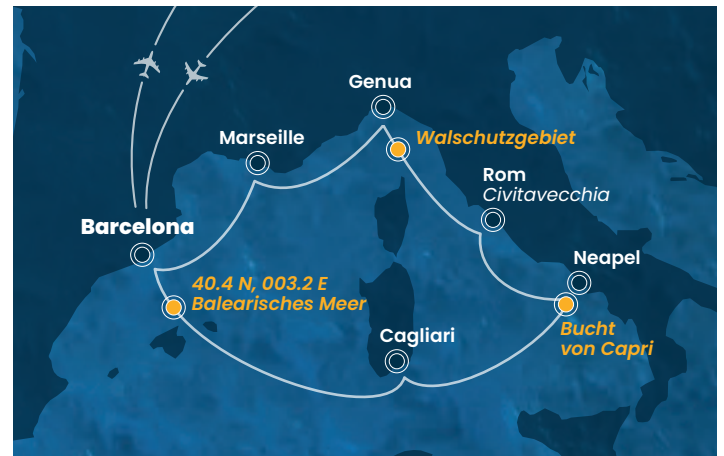 Genua
Marseille
Walschutzgebiet
Rom
Civitavecchia
Barcelona
Neapel
40.4 N, 003.2 E
Balearisches Meer
Bucht
von Capri
Cagliari